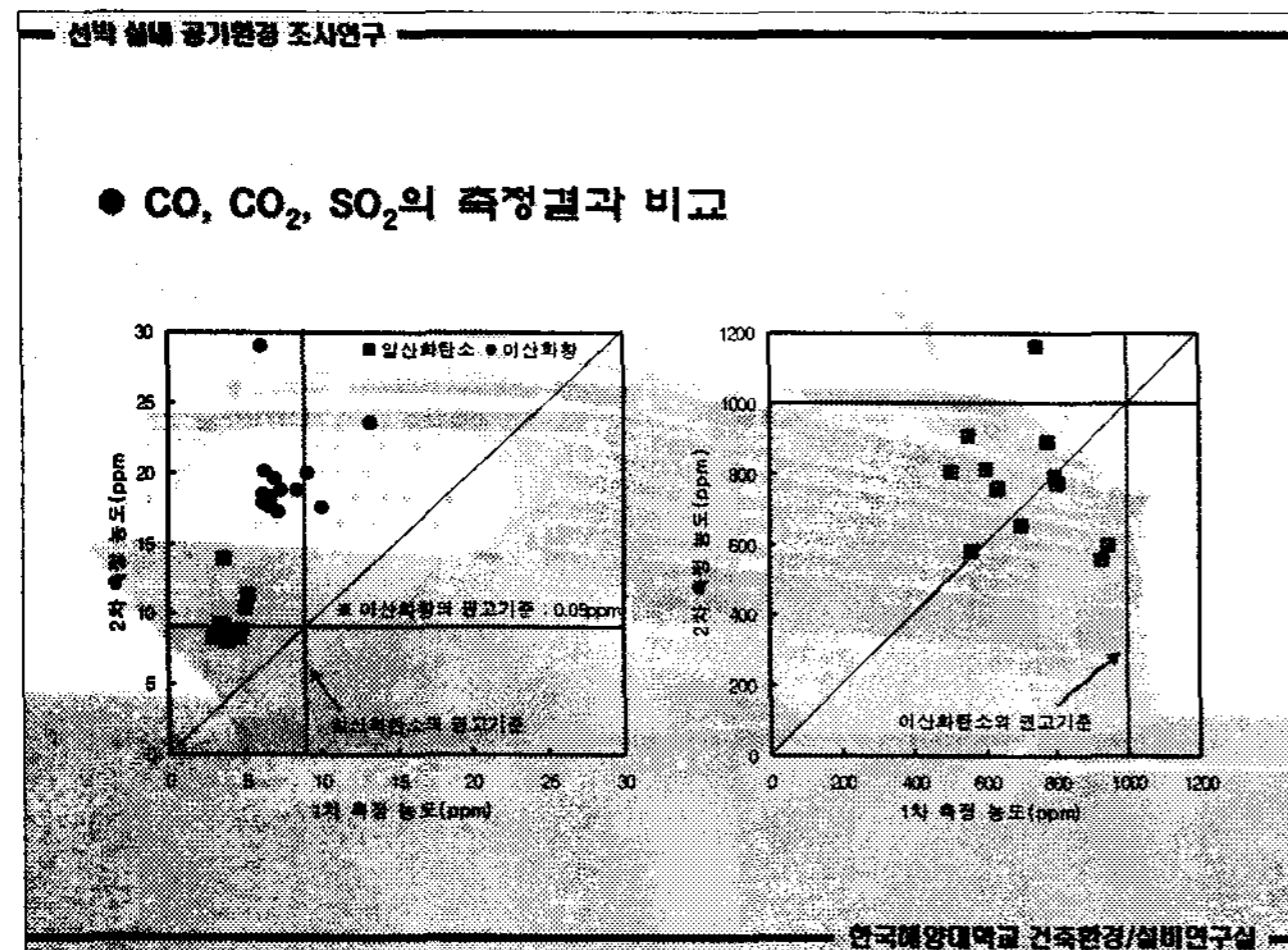 선박 실내 공기환경 조사연구
● CO, CO₂, SO₂의 측정결과 비교
30
25
20
15
10
5
0
2차 측정 농도(ppm)
■ 일산화탄소 ● 이산화황
※ 이산화황의 권고기준 : 0.05ppm
일산화탄소의 권고기준
0 5 10 15 20 25 30
1차 측정 농도(ppm)
1200
1000
800
600
400
200
0
2차 측정 농도(ppm)
이산화탄소의 권고기준
0 200 400 600 800 1000 1200
1차 측정 농도(ppm)
한국해양대학교 건축환경/설비연구실